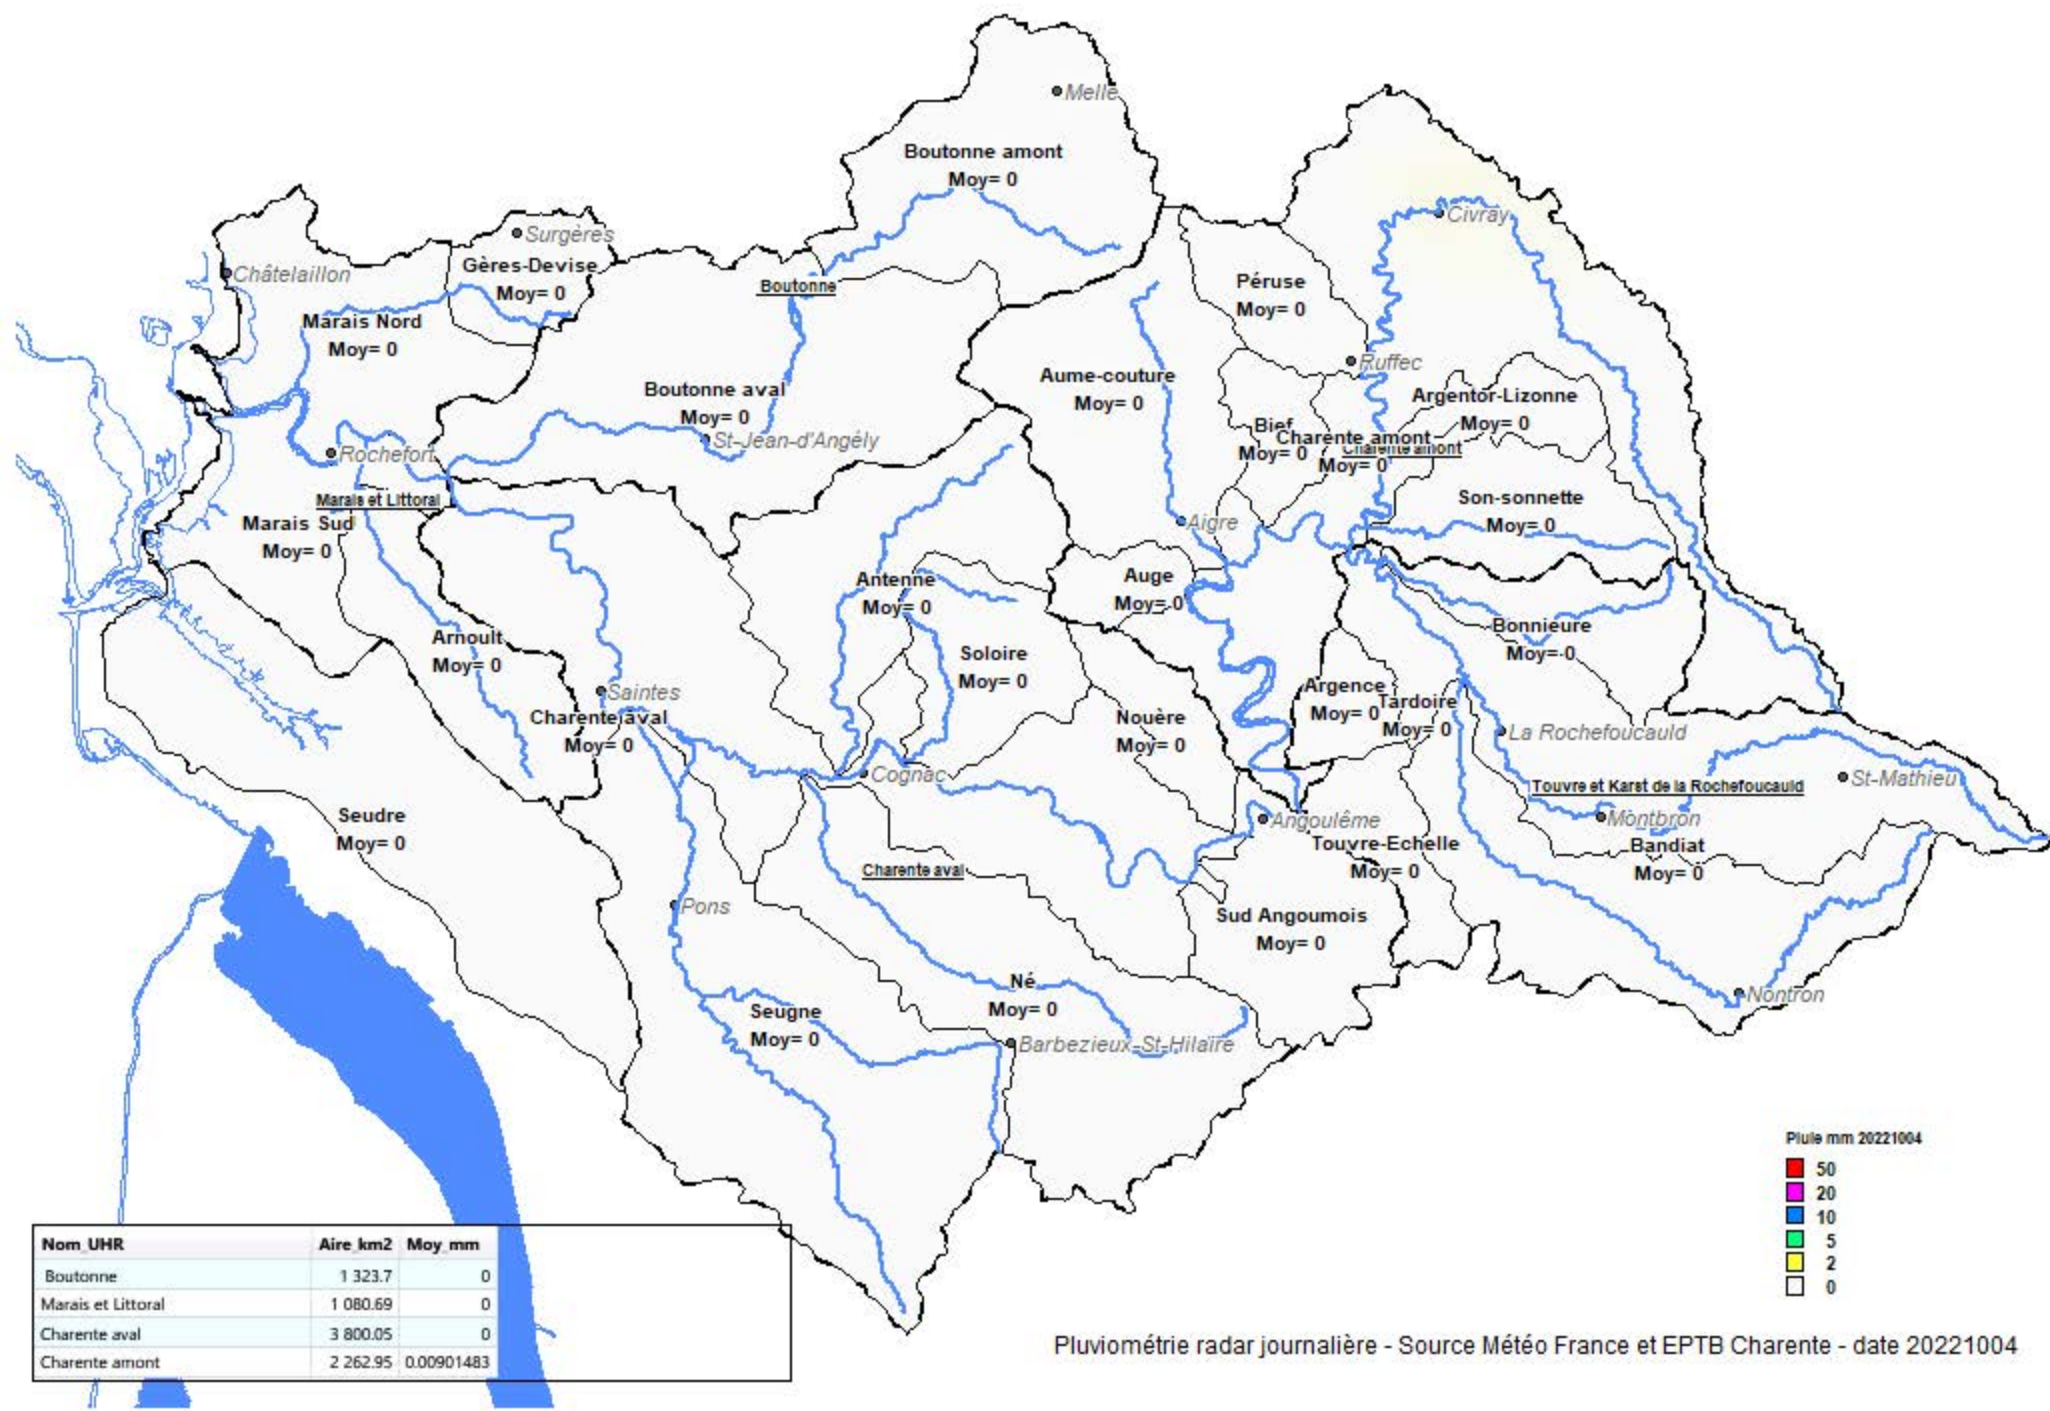 Melle
Boutonne amont
Moy= 0
Civray
Surgères
Châtelaillon
Gères-Devise
Moy= 0
Boutonne
Péruse
Moy= 0
Marais Nord
Moy= 0
Ruffec
Aume-couture
Moy= 0
Boutonne aval
Moy= 0
Argentor-Lizonne
Moy= 0
St-Jean-d'Angély
Bief
Moy= 0
Charente amont
Moy= 0
Charente amont
Rochefort
Marais et Littoral
Son-sonnette
Moy= 0
Marais Sud
Moy= 0
Aigre
Antenne
Moy= 0
Auge
Moy= 0
Bonnieure
Moy= 0
Arnoult
Moy= 0
Soloire
Moy= 0
Saintes
Argence
Moy= 0
Tardoire
Moy= 0
Charente aval
Moy= 0
Nouère
Moy= 0
La Rochefoucauld
Cognac
Touvre et Karst de la Rochefoucauld
St-Mathieu
Seudre
Moy= 0
Angoulême
Montbron
Touvre-Echelle
Moy= 0
Bandiat
Moy= 0
Charente aval
Pons
Sud Angoumois
Moy= 0
Né
Moy= 0
Nontron
Seugne
Moy= 0
Barbezieux-St-Hilaire
Pluie mm 20221004
50
20
10
5
2
0
Nom_UHR Aire_km2 Moy_mm
Boutonne 1 323.7 0
Marais et Littoral 1 080.69 0
Charente aval 3 800.05 0
Charente amont 2 262.95 0.00901483
Pluviométrie radar journalière - Source Météo France et EPTB Charente - date 20221004